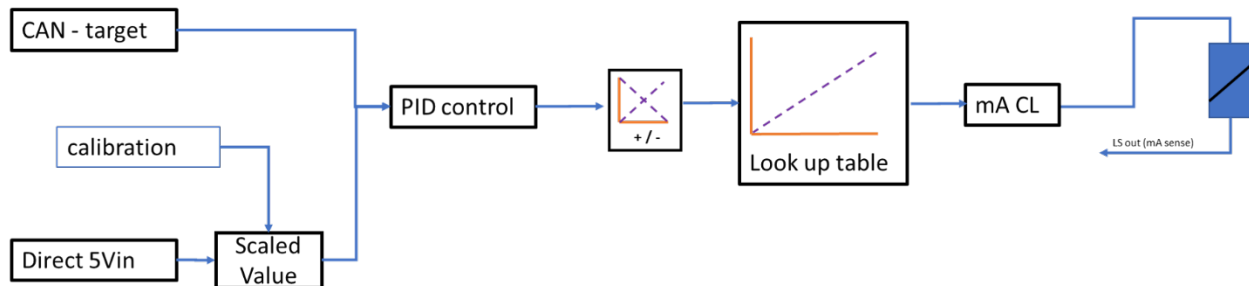 CAN - target
PID control
+ / -
Look up table
mA CL
LS out (mA sense)
calibration
Direct 5Vin
Scaled
Value